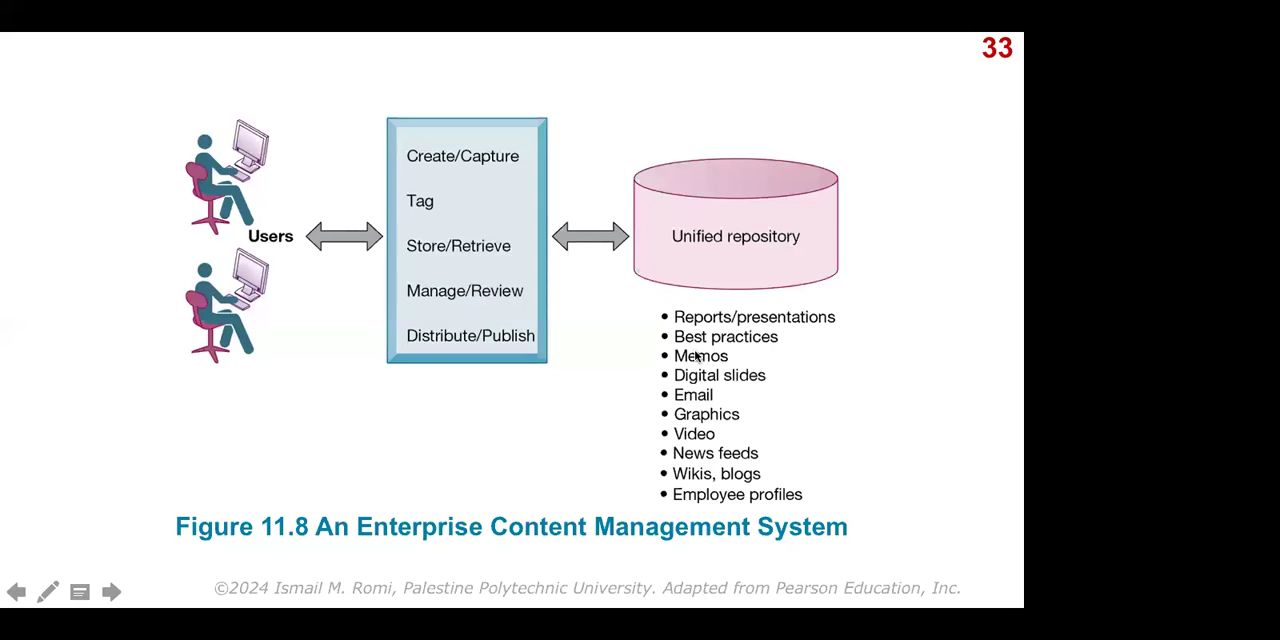 33
Users
Create/Capture
Tag
Store/Retrieve
Manage/Review
Distribute/Publish
Unified repository
• Reports/presentations
• Best practices
• Memos
• Digital slides
• Email
• Graphics
• Video
• News feeds
• Wikis, blogs
• Employee profiles
Figure 11.8 An Enterprise Content Management System
©2024 Ismail M. Romi, Palestine Polytechnic University. Adapted from Pearson Education, Inc.